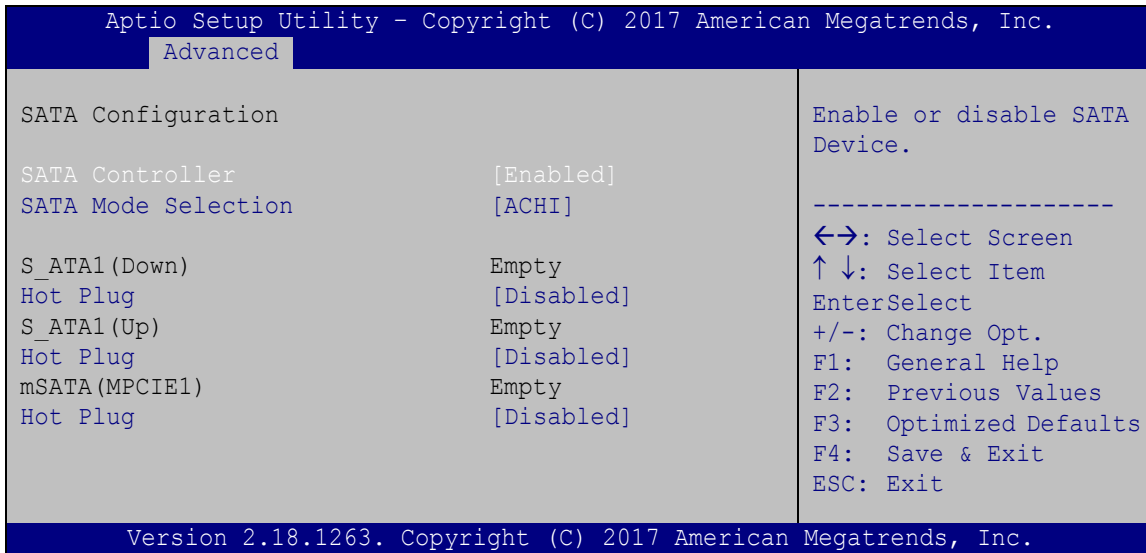 Aptio Setup Utility – Copyright (C) 2017 American Megatrends, Inc.
Advanced
SATA Configuration
SATA Controller [Enabled]
SATA Mode Selection [ACHI]
S_ATA1(Down) Empty
Hot Plug [Disabled]
S_ATA1(Up) Empty
Hot Plug [Disabled]
mSATA(MPCIE1) Empty
Hot Plug [Disabled]
Enable or disable SATA
Device.
---------------------
←→: Select Screen
↑ ↓: Select Item
EnterSelect
+/-: Change Opt.
F1: General Help
F2: Previous Values
F3: Optimized Defaults
F4: Save & Exit
ESC: Exit
Version 2.18.1263. Copyright (C) 2017 American Megatrends, Inc.